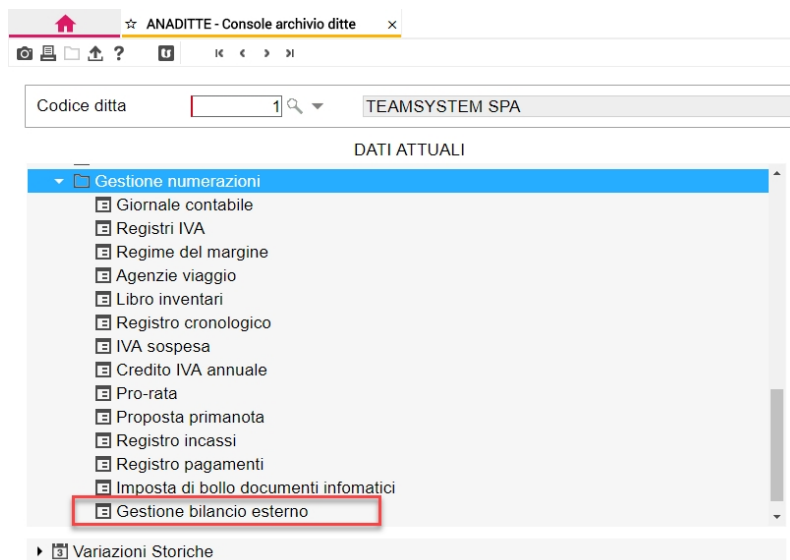 ANADITTE - Console archivio ditte
Codice ditta 1 TEAMSYSTEM SPA
DATI ATTUALI
Gestione numerazioni
Giornale contabile
Registri IVA
Regime del margine
Agenzie viaggio
Libro inventari
Registro cronologico
IVA sospesa
Credito IVA annuale
Pro-rata
Proposta primanota
Registro incassi
Registro pagamenti
Imposta di bollo documenti infomatici
Gestione bilancio esterno
Variazioni Storiche